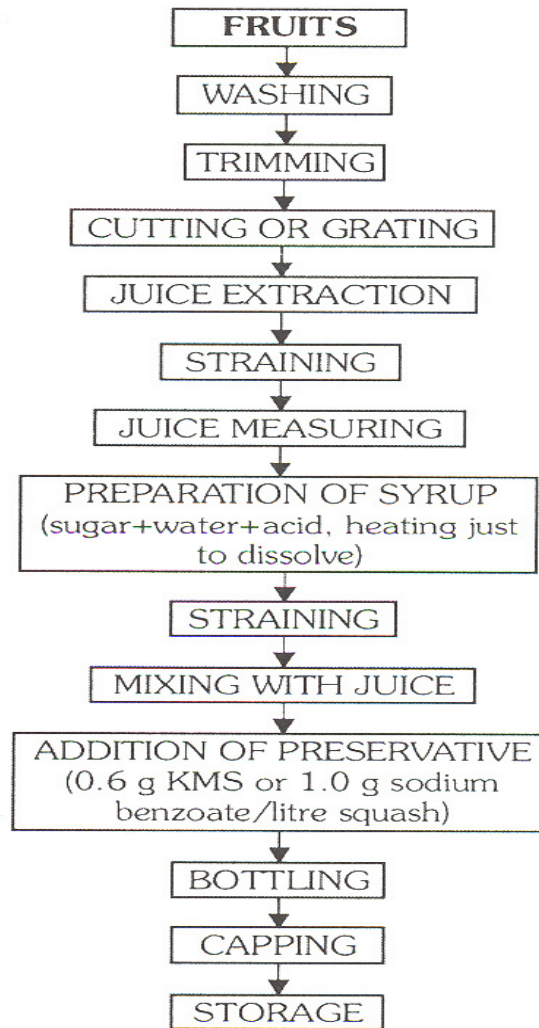 FRUITS
WASHING
TRIMMING
CUTTING OR GRATING
JUICE EXTRACTION
STRAINING
JUICE MEASURING
PREPARATION OF SYRUP
(sugar+water+acid, heating just
to dissolve)
STRAINING
MIXING WITH JUICE
ADDITION OF PRESERVATIVE
(0.6 g KMS or 1.0 g sodium
benzoate/litre squash)
BOTTLING
CAPPING
STORAGE